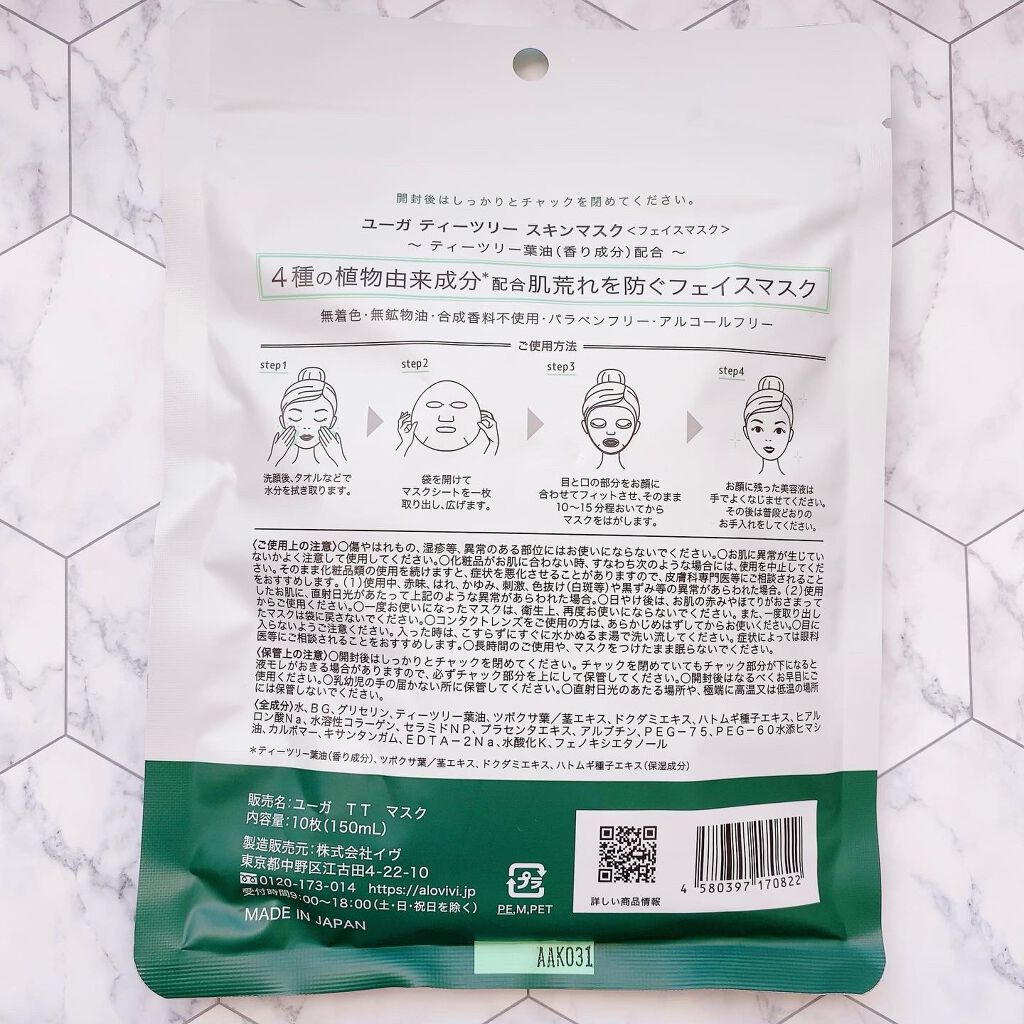 開封後はしっかりとチャックを閉めてください。
ユーガ ティーツリー スキンマスク<フェイスマスク>
～ ティーツリー葉油(香り成分)配合 ～
4種の植物由来成分*配合肌荒れを防ぐフェイスマスク
無着色・無鉱物油・合成香料不使用・パラベンフリー・アルコールフリー
ご使用方法
step1
洗顔後、タオルなどで
水分を拭き取ります。
step2
袋を開けて
マスクシートを一枚
取り出し、広げます。
step3
目と口の部分をお顔に
合わせてフィットさせ、そのまま
10～15分程おいてから
マスクをはがします。
step4
お顔に残った美容液は
手でよくなじませてください。
その後は普段どおりの
お手入れをしてください。
〈ご使用上の注意〉○傷やはれもの、湿疹等、異常のある部位にはお使いにならないでください。○お肌に異常が生じてい
ないかよく注意して使用してください。○化粧品がお肌に合わない時、すなわち次のような場合には、使用を中止してくだ
さい。そのまま化粧品類の使用を続けますと、症状を悪化させることがありますので、皮膚科専門医等にご相談されること
をおすすめします。(1)使用中、赤味、はれ、かゆみ、刺激、色抜け(白斑等)や黒ずみ等の異常があらわれた場合。(2)使用
したお肌に、直射日光があたって上記のような異常があらわれた場合。○日やけ後は、お肌の赤みやほてりがおさまって
からご使用ください。○一度お使いになったマスクは、衛生上、再度お使いにならないでください。また、一度取り出し
たマスクは袋に戻さないでください。○コンタクトレンズをご使用の方は、あらかじめはずしてからお使いください。○目に
入らないようご注意ください。入った時は、こすらずにすぐに水かぬるま湯で洗い流してください。症状によっては眼科
医等にご相談されることをおすすめします。○長時間のご使用や、マスクをつけたまま眠らないでください。
〈保管上の注意〉○開封後はしっかりとチャックを閉めてください。チャックを閉めていてもチャック部分が下になると
液モレがおきる場合がありますので、必ずチャック部分を上にして保管してください。○開封後はなるべくお早目にご
使用ください。○乳幼児の手の届かない所に保管してください。○直射日光のあたる場所や、極端に高温又は低温の場所
には保管しないでください。
〈全成分〉水、BG、グリセリン、ティーツリー葉油、ツボクサ葉／茎エキス、ドクダミエキス、ハトムギ種子エキス、ヒアル
ロン酸Na、水溶性コラーゲン、セラミドNP、プラセンタエキス、アルブチン、PEG-75、PEG-60水添ヒマシ
油、カルボマー、キサンタンガム、EDTA-2Na、水酸化K、フェノキシエタノール
*ティーツリー葉油(香り成分)、ツボクサ葉／茎エキス、ドクダミエキス、ハトムギ種子エキス(保湿成分)
販売名:ユーガ TT マスク
内容量:10枚(150mL)
製造販売元:株式会社イヴ
東京都中野区江古田4-22-10
0120-173-014 https://alovivi.jp
受付時間9:00～18:00(土・日・祝日を除く)
MADE IN JAPAN
プラ
PE,M,PET
詳しい商品情報
4 580397 170822
AAK031